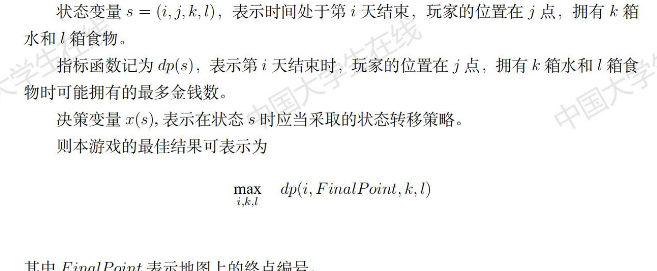 状态变量 s = (i, j, k, l)，表示时间处于第 i 天结束，玩家的位置在 j 点，拥有 k 箱
水和 l 箱食物。
指标函数记为 dp(s)，表示第 i 天结束时，玩家的位置在 j 点，拥有 k 箱水和 l 箱食
物时可能拥有的最多金钱数。
决策变量 x(s), 表示在状态 s 时应当采取的状态转移策略。
则本游戏的最佳结果可表示为
max dp(i, FinalPoint, k, l)
i,k,l
其中 FinalPoint 表示地图上的终点编号。
大学生在线
中国大学生在线
中国大学生